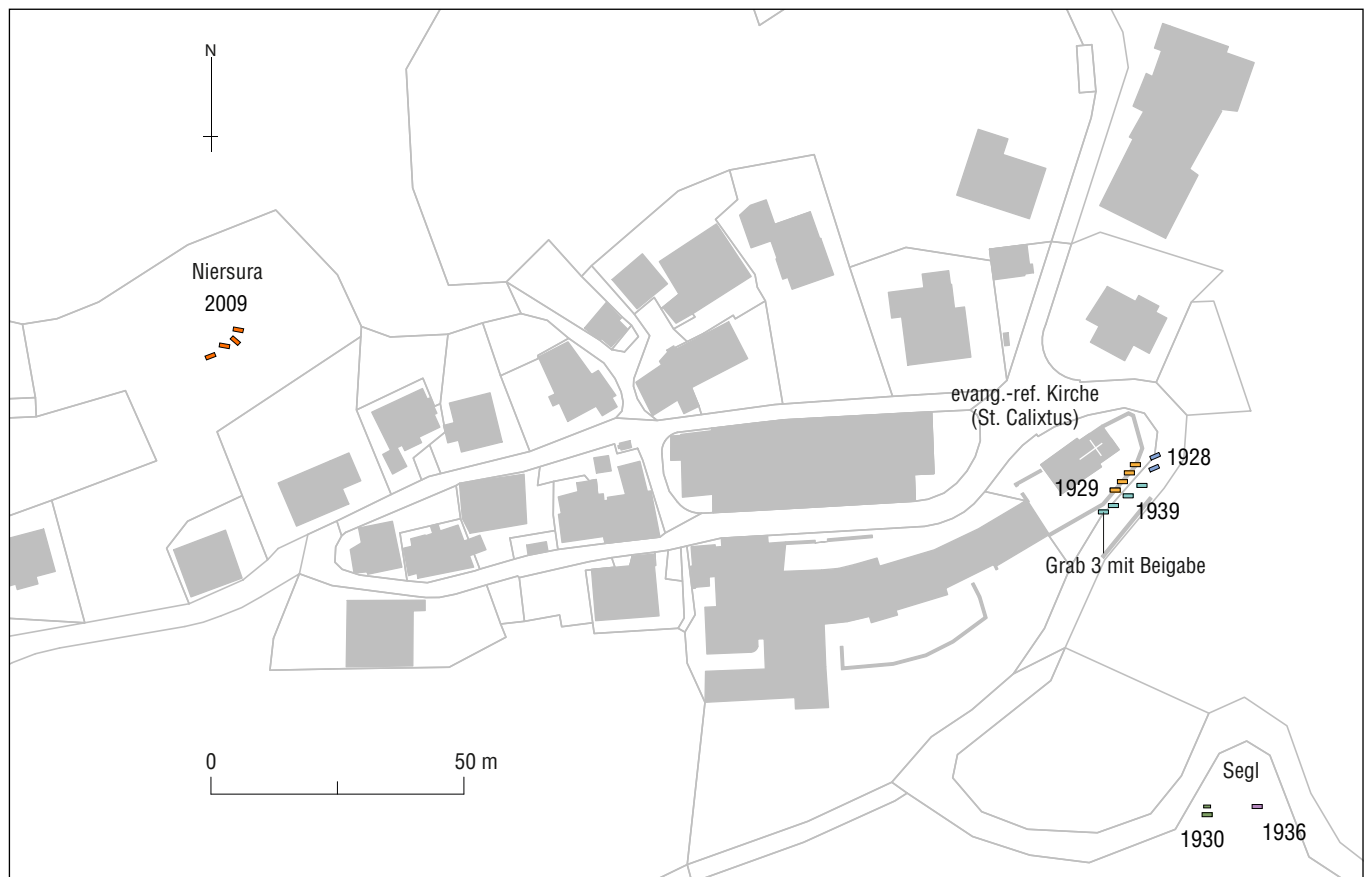 N
Niersura
2009
evang.-ref. Kirche
(St. Calixtus)
1928
1929
1939
Grab 3 mit Beigabe
0
50 m
Segl
1930
1936